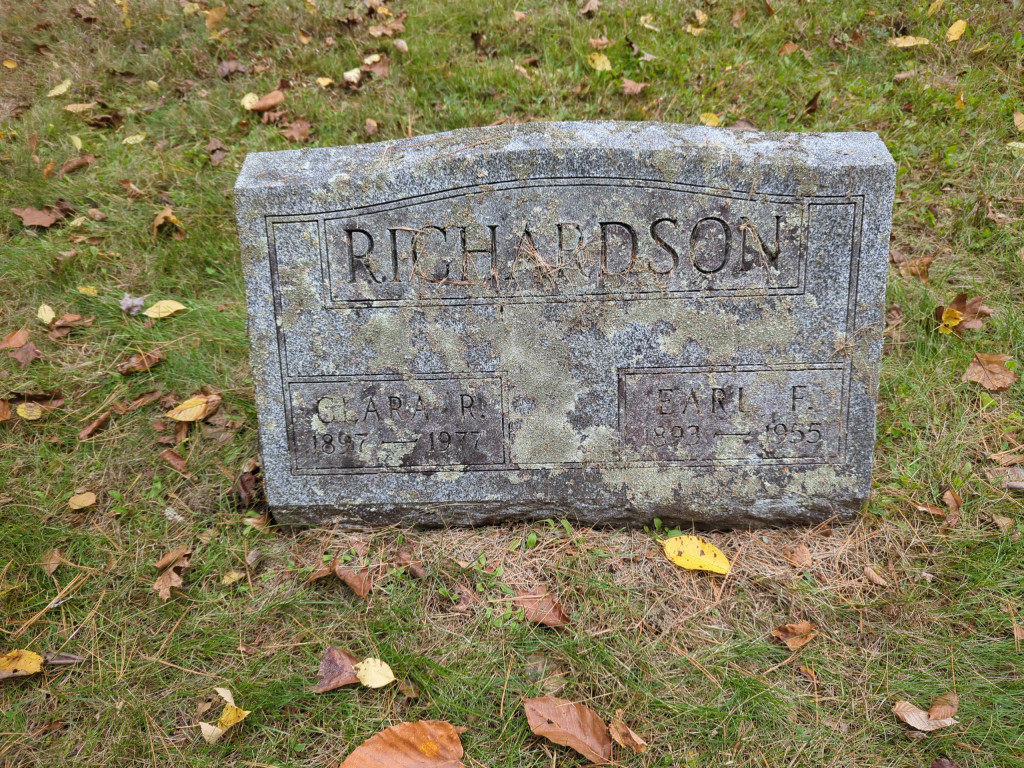 RICHARDSON
CLARA R.
1897 — 1977
EARL F.
1893 — 1955